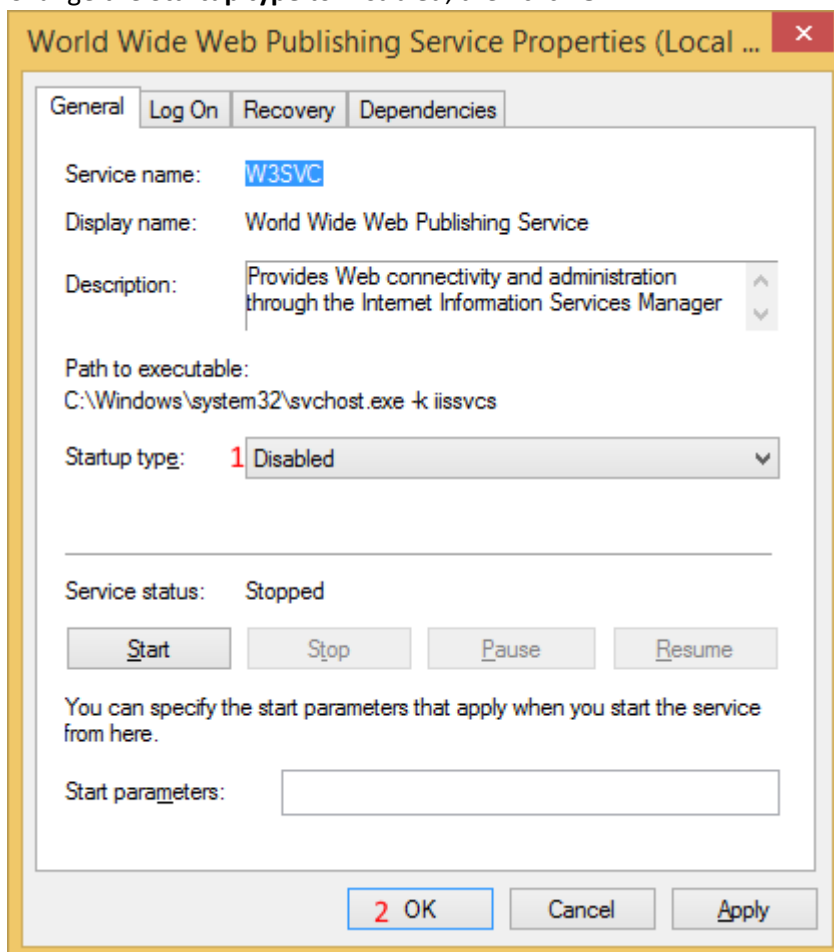 World Wide Web Publishing Service Properties (Local ...
General Log On Recovery Dependencies
Service name: W3SVC
Display name: World Wide Web Publishing Service
Description: Provides Web connectivity and administration
through the Internet Information Services Manager
Path to executable:
C:\Windows\system32\svchost.exe -k iissvcs
Startup type: 1 Disabled
Service status: Stopped
Start Stop Pause Resume
You can specify the start parameters that apply when you start the service
from here.
Start parameters:
2 OK Cancel Apply